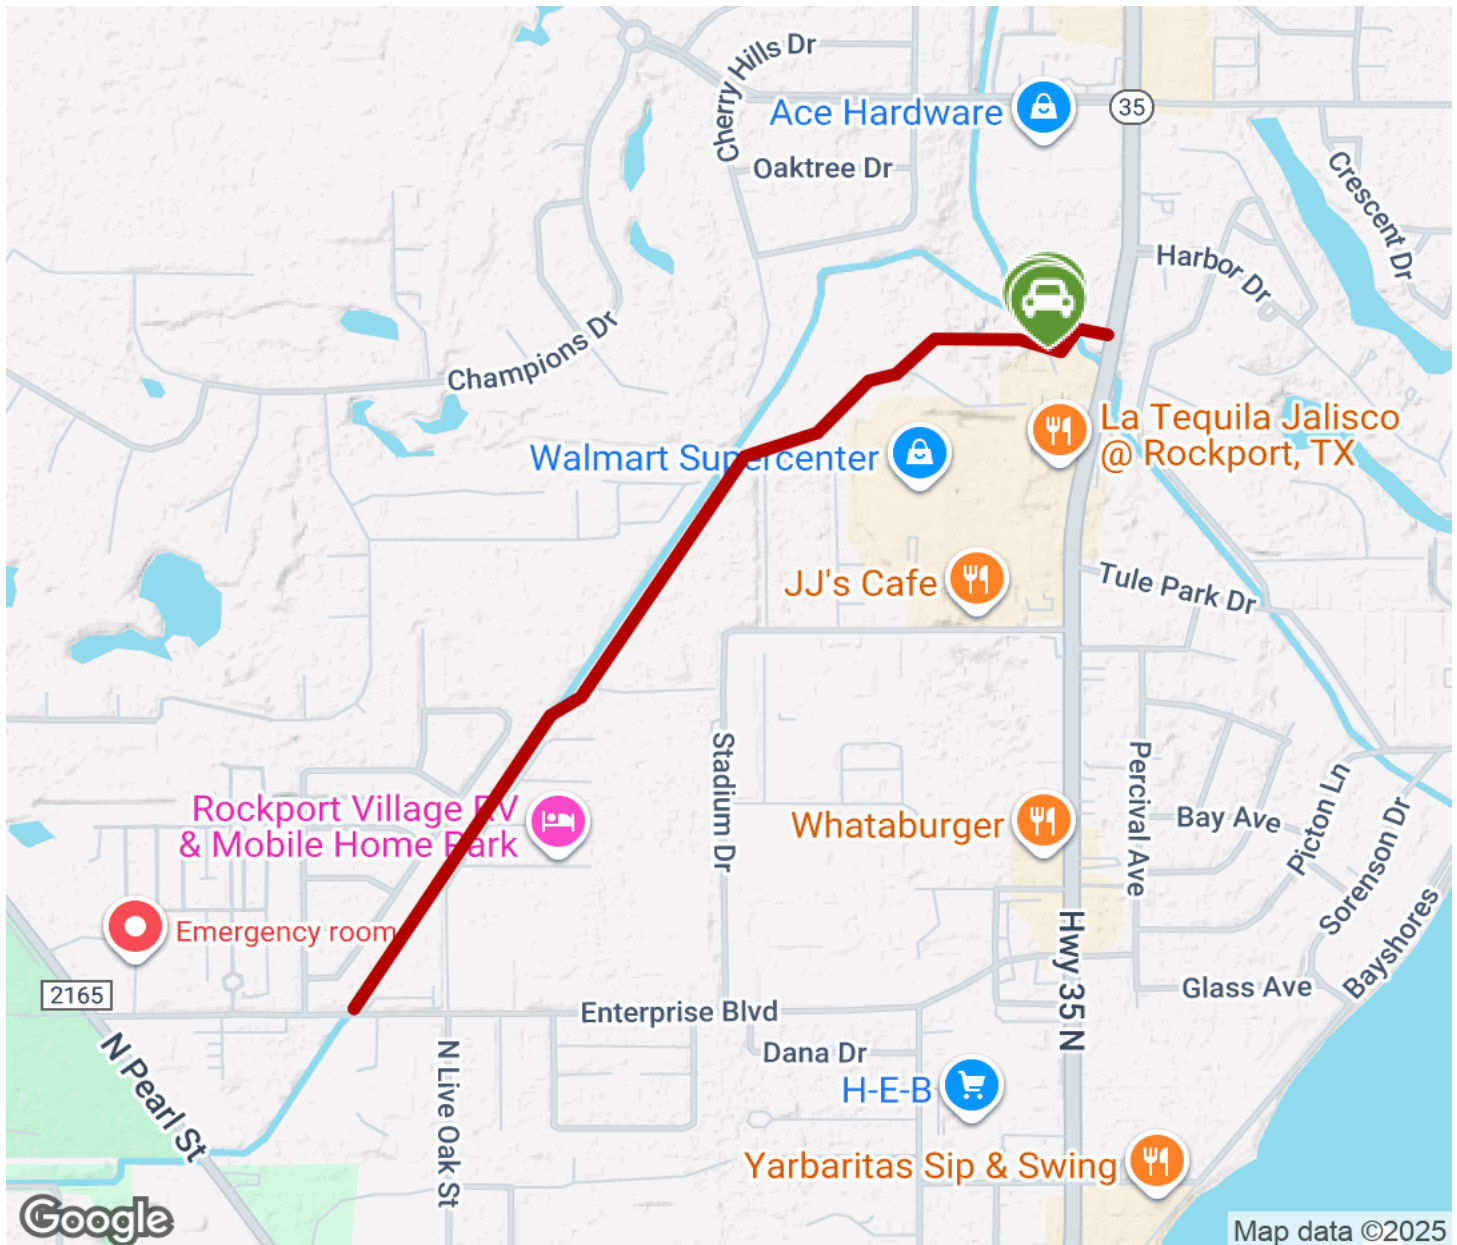 Cherry Hills Dr
Ace Hardware
35
Oaktree Dr
Crescent Dr
Harbor Dr
Champions Dr
La Tequila Jalisco
@ Rockport, TX
Walmart Supercenter
JJ's Cafe
Tule Park Dr
Stadium Dr
Percival Ave
Rockport Village RV
& Mobile Home Park
Whataburger
Bay Ave
Picton Ln
Sorenson Dr
Emergency room
Hwy 35 N
Bayshores
2165
Glass Ave
Enterprise Blvd
N Pearl St
N Live Oak St
Dana Dr
H-E-B
Yarbaritas Sip & Swing
Google
Map data ©2025